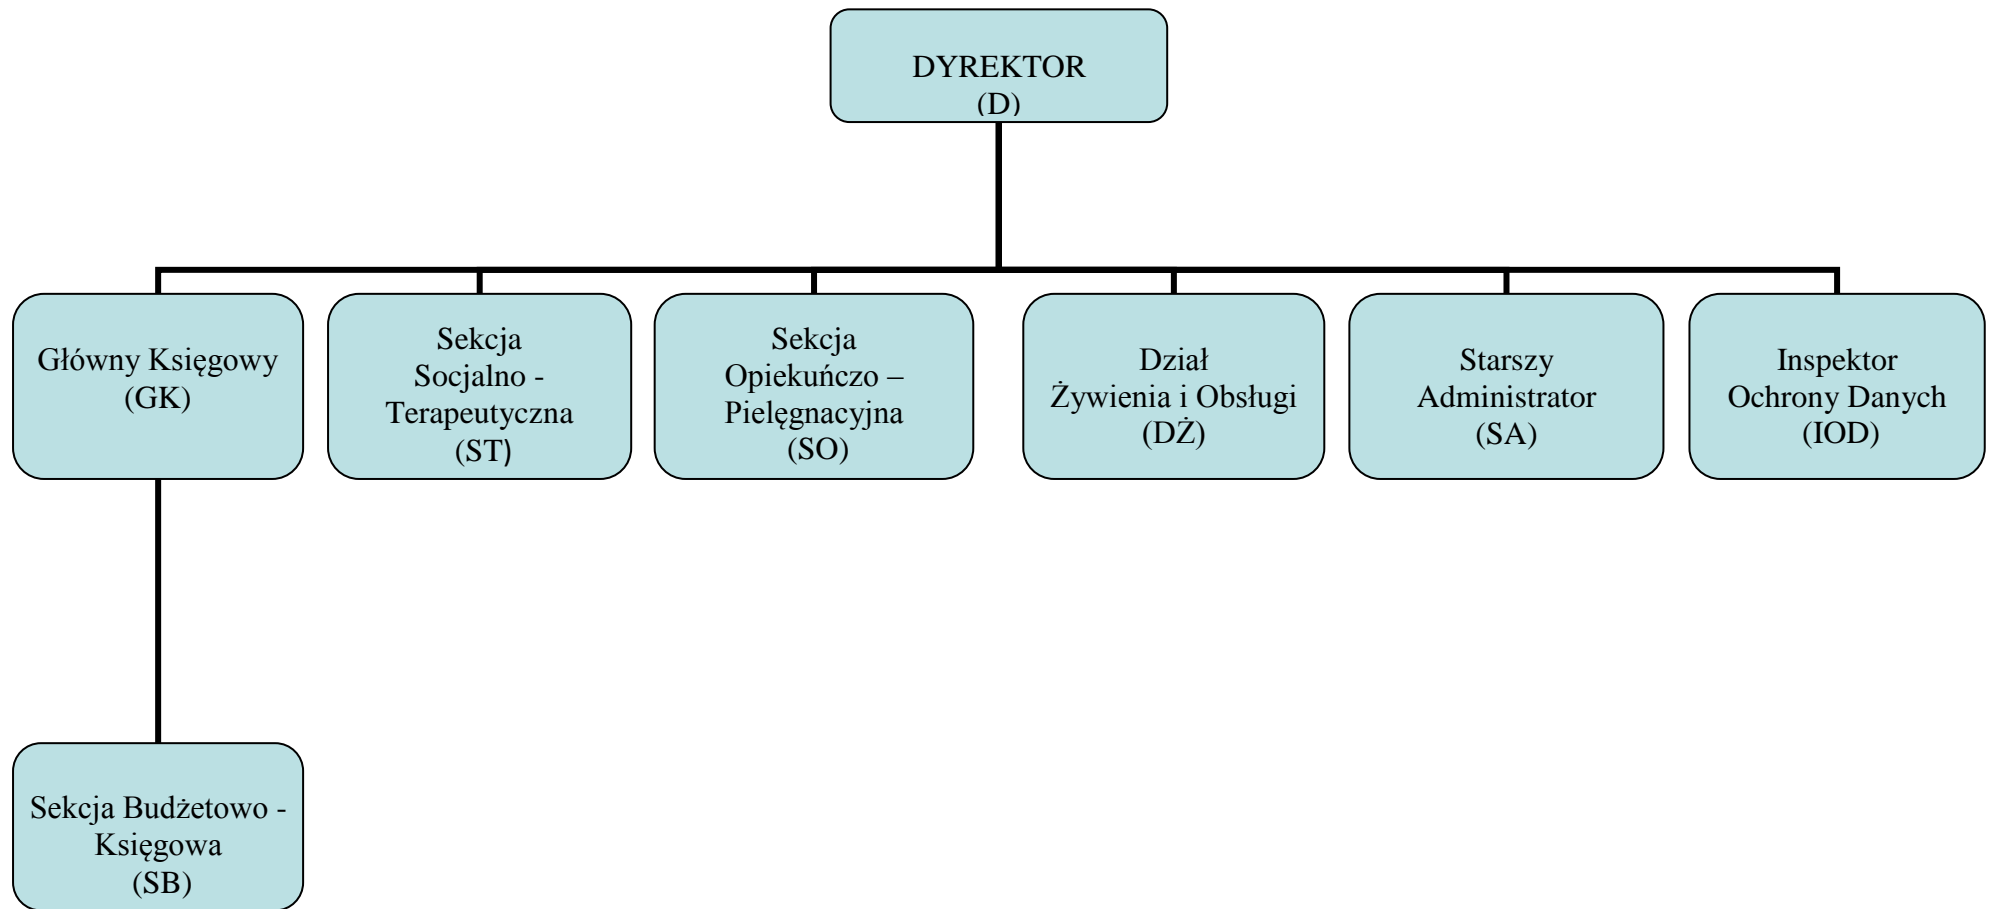 DYREKTOR
(D)
Główny Księgowy
(GK)
Sekcja
Socjalno -
Terapeutyczna
(ST)
Sekcja
Opiekuńczo –
Pielęgnacyjna
(SO)
Dział
Żywienia i Obsługi
(DŻ)
Starszy
Administrator
(SA)
Inspektor
Ochrony Danych
(IOD)
Sekcja Budżetowo -
Księgowa
(SB)